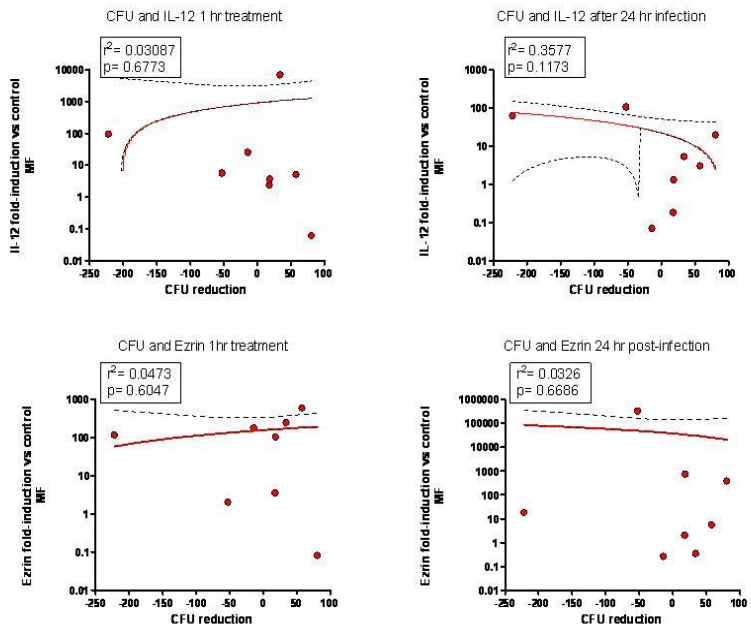 CFU and IL-12 1 hr treatment
r2= 0.03087
p= 0.6773
Il-12 fold-induction vs control
MF
10000
1000
100
10
1
0.1
0.01
-250 -200 -150 -100 -50 0 50 100
CFU reduction
CFU and IL-12 after 24 hr infection
r2= 0.3577
p= 0.1173
IL-12 fold-induction vs control
MF
1000
100
10
1
0.1
0.01
-250 -200 -150 -100 -50 0 50 100
CFU reduction
CFU and Ezrin 1hr treatment
r2= 0.0473
p= 0.6047
Ezrin fold-induction vs control
MF
1000
100
10
1
0.1
0.01
-250 -200 -150 -100 -50 0 50 100
CFU reduction
CFU and Ezrin 24 hr post-infection
r2= 0.0326
p= 0.6686
Ezrin fold-induction vs control
MF
1000000
100000
10000
1000
100
10
1
0.1
0.01
-250 -200 -150 -100 -50 0 50 100
CFU reduction